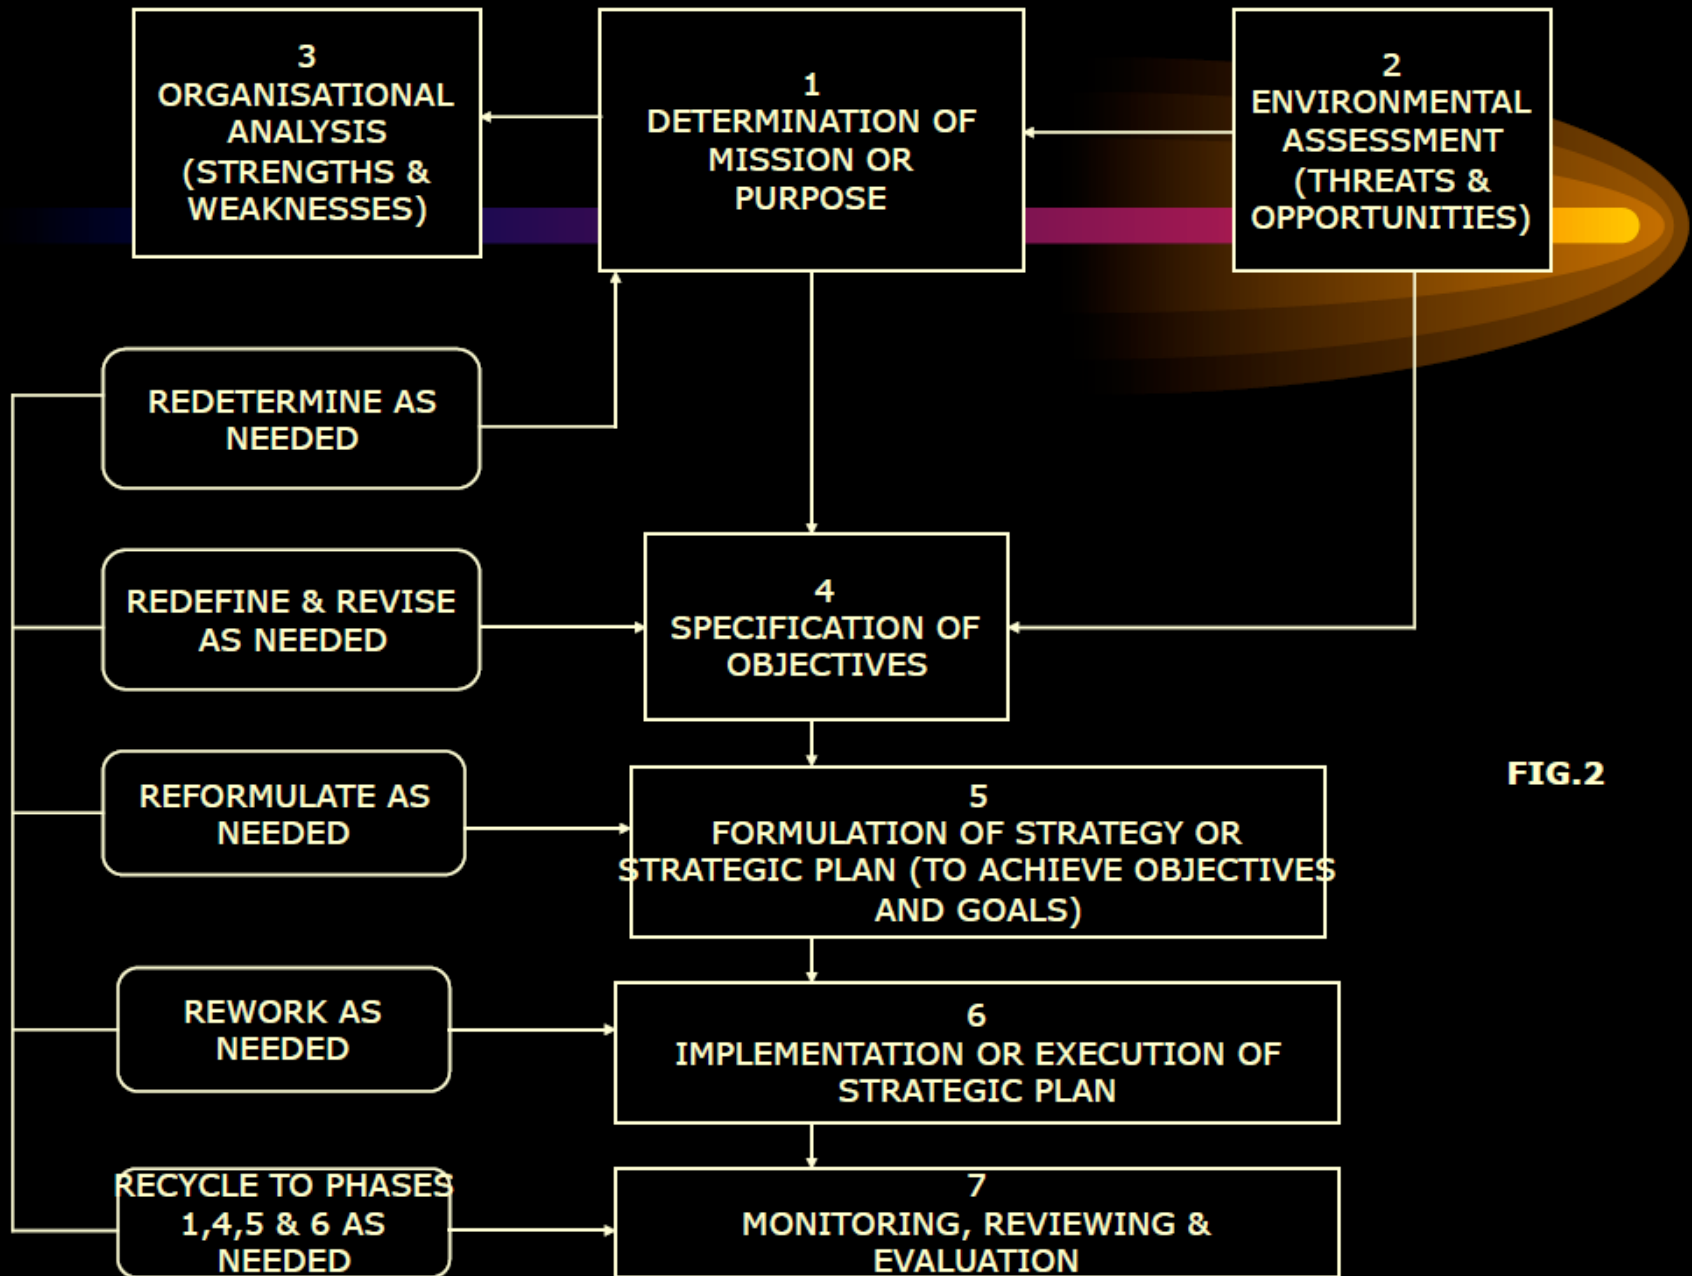 3
ORGANISATIONAL
ANALYSIS
(STRENGTHS &
WEAKNESSES)
1
DETERMINATION OF
MISSION OR
PURPOSE
2
ENVIRONMENTAL
ASSESSMENT
(THREATS &
OPPORTUNITIES)
REDETERMINE AS
NEEDED
REDEFINE & REVISE
AS NEEDED
4
SPECIFICATION OF
OBJECTIVES
REFORMULATE AS
NEEDED
5
FORMULATION OF STRATEGY OR
STRATEGIC PLAN (TO ACHIEVE OBJECTIVES
AND GOALS)
FIG.2
REWORK AS
NEEDED
6
IMPLEMENTATION OR EXECUTION OF
STRATEGIC PLAN
RECYCLE TO PHASES
1,4,5 & 6 AS
NEEDED
7
MONITORING, REVIEWING &
EVALUATION